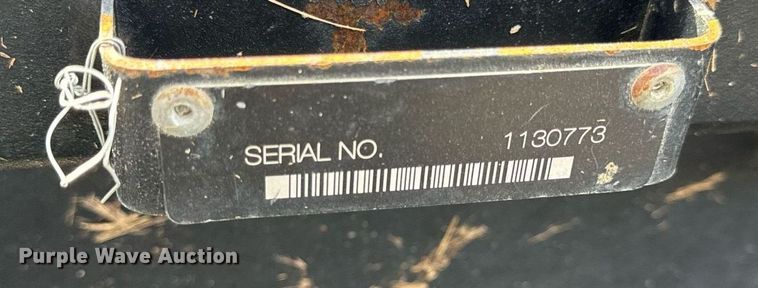 SERIAL NO. 1130773
Purple Wave Auction